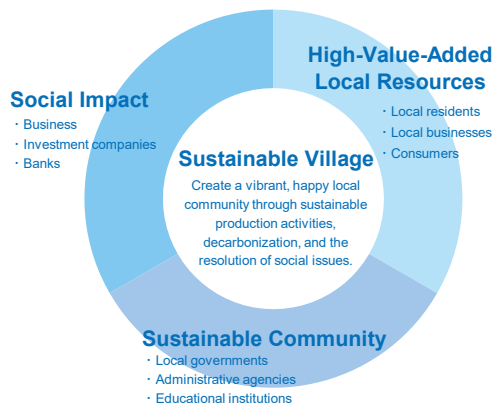 High-Value-Added
Local Resources
・Local residents
・Local businesses
・Consumers
Social Impact
・Business
・Investment companies
・Banks
Sustainable Village
Create a vibrant, happy local
community through sustainable
production activities,
decarbonization, and the
resolution of social issues.
Sustainable Community
・Local governments
・Administrative agencies
・Educational institutions